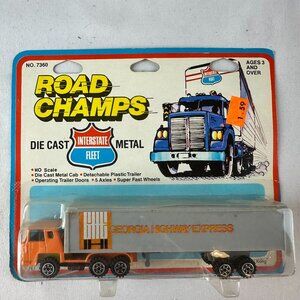 NO. 7360
AGES 3
AND
OVER
ROAD
CHAMPS
1.59
DIE CAST INTERSTATE FLEET METAL
•HO Scale
•Die Cast Metal Cab •Detachable Plastic Trailer
•Operating Trailer Doors •5 Axles •Super Fast Wheels
GEORGIA HIGHWAY EXPRESS